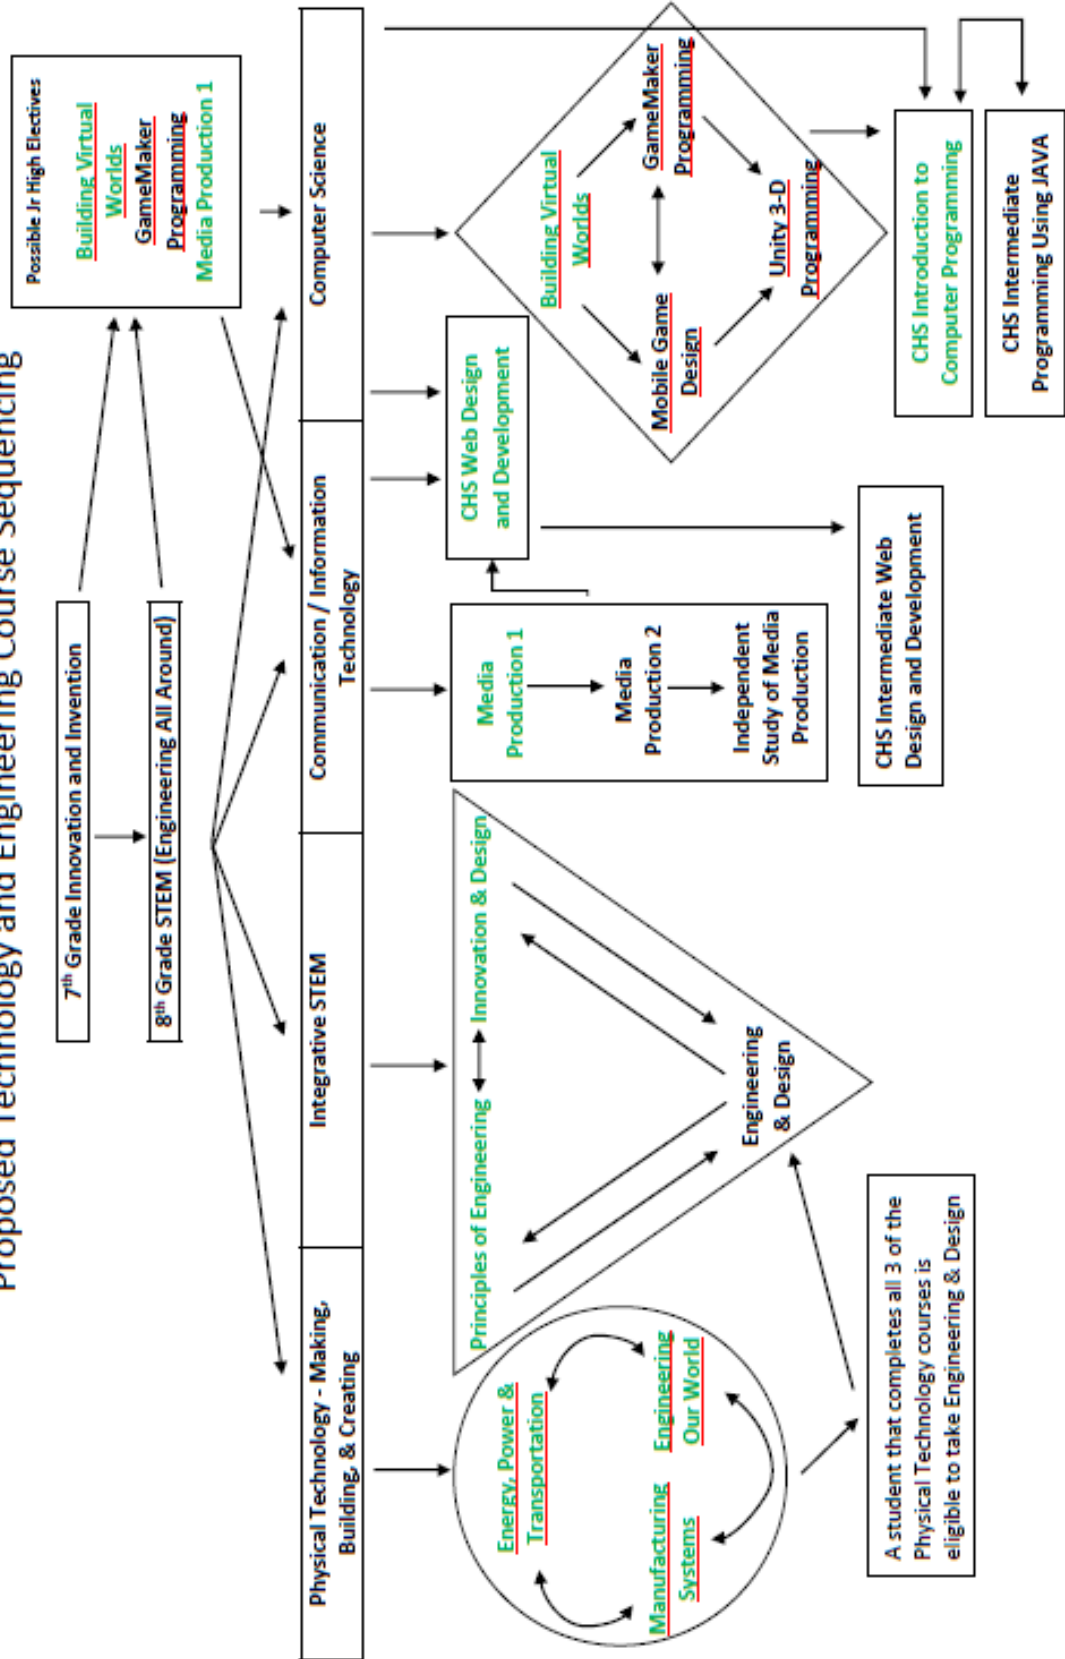 Proposed Technology and Engineering Course Sequencing
7th Grade Innovation and Invention
8th Grade STEM (Engineering All Around)
Possible Jr High Electives
Building Virtual
Worlds
GameMaker
Programming
Media Production 1
Physical Technology - Making,
Building, & Creating
Integrative STEM
Communication / Information
Technology
Computer Science
Energy, Power &
Transportation
Manufacturing
Systems
Engineering
Our World
A student that completes all 3 of the
Physical Technology courses is
eligible to take Engineering & Design
Principles of Engineering
Innovation & Design
Engineering
& Design
Media
Production 1
Media
Production 2
Independent
Study of Media
Production
CHS Web Design
and Development
CHS Intermediate Web
Design and Development
Building Virtual
Worlds
Mobile Game
Design
GameMaker
Programming
Unity 3-D
Programming
CHS Introduction to
Computer Programming
CHS Intermediate
Programming Using JAVA